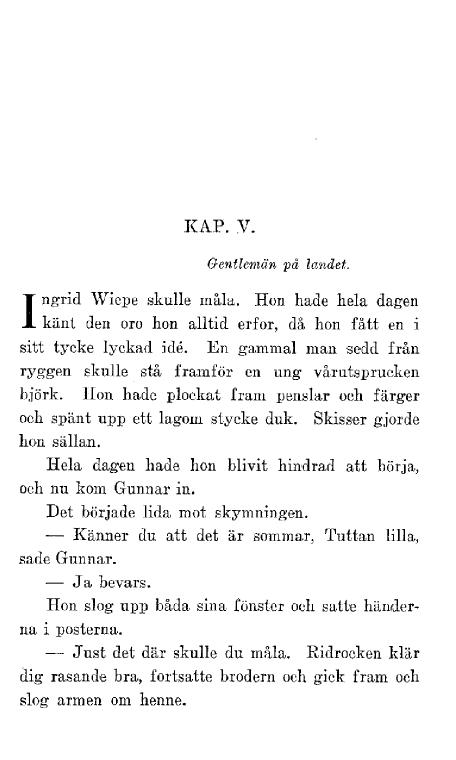 KAP. V.
Gentlemän på landet.
Ingrid Wiepe skulle måla. Hon hade hela dagen
känt den oro hon alltid erfor, då hon fått en i
sitt tycke lyckad idé. En gammal man sedd från
ryggen skulle stå framför en ung vårutsprucken
björk. Hon hade plockat fram penslar och färger
och spänt upp ett lagom stycke duk. Skisser gjorde
hon sällan.
Hela dagen hade hon blivit hindrad att börja,
och nu kom Gunnar in.
Det började lida mot skymningen.
— Känner du att det är sommar, Tuttan lilla,
sade Gunnar.
— Ja bevars.
Hon slog upp båda sina fönster och satte händer-
na i posterna.
— Just det där skulle du måla. Ridrocken klär
dig rasande bra, fortsatte brodern och gick fram och
slog armen om henne.